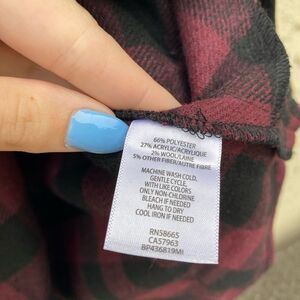 66% POLYESTER
27% ACRYLIC/ACRYLIQUE
2% WOOL/LAINE
5% OTHER FIBER/AUTRE FIBRE
MACHINE WASH COLD,
GENTLE CYCLE,
WITH LIKE COLORS
ONLY NON-CHLORINE
BLEACH IF NEEDED
HANG TO DRY
COOL IRON IF NEEDED
RN58665
CA57963
BP436819MI